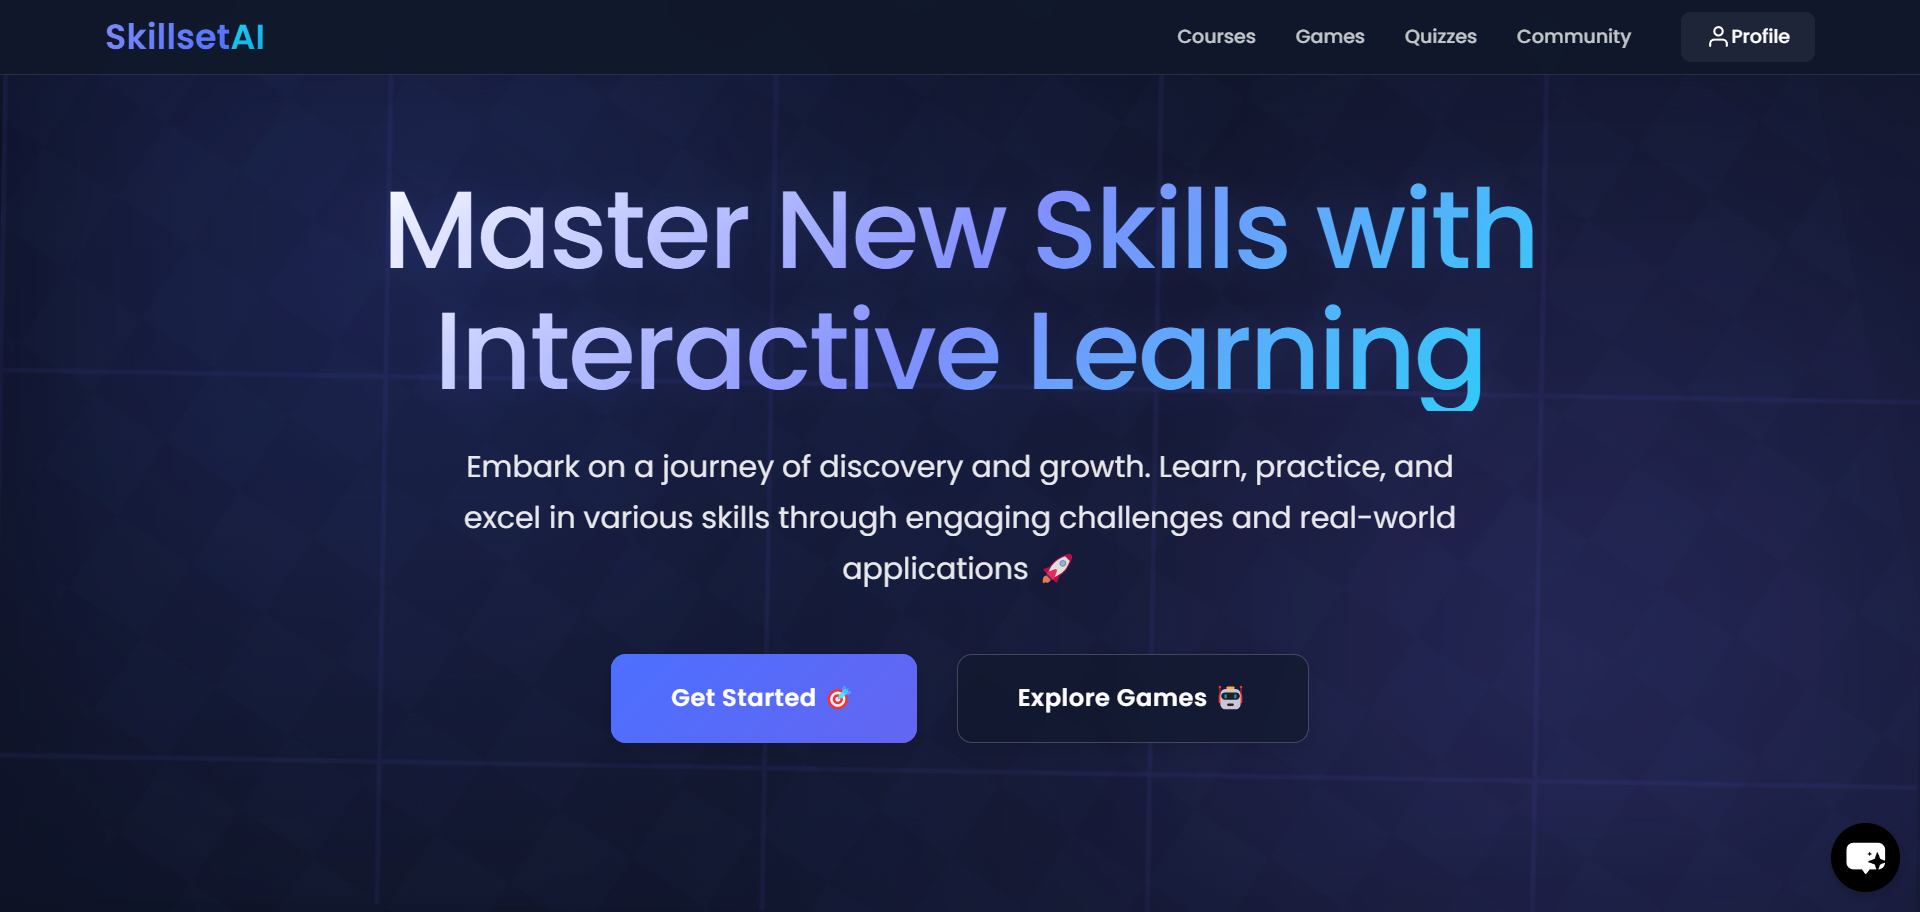 SkillsetAI
Courses
Games
Quizzes
Community
Profile
Master New Skills with
Interactive Learning
Embark on a journey of discovery and growth. Learn, practice, and
excel in various skills through engaging challenges and real-world
applications 🚀
Get Started 🎯
Explore Games 🤖